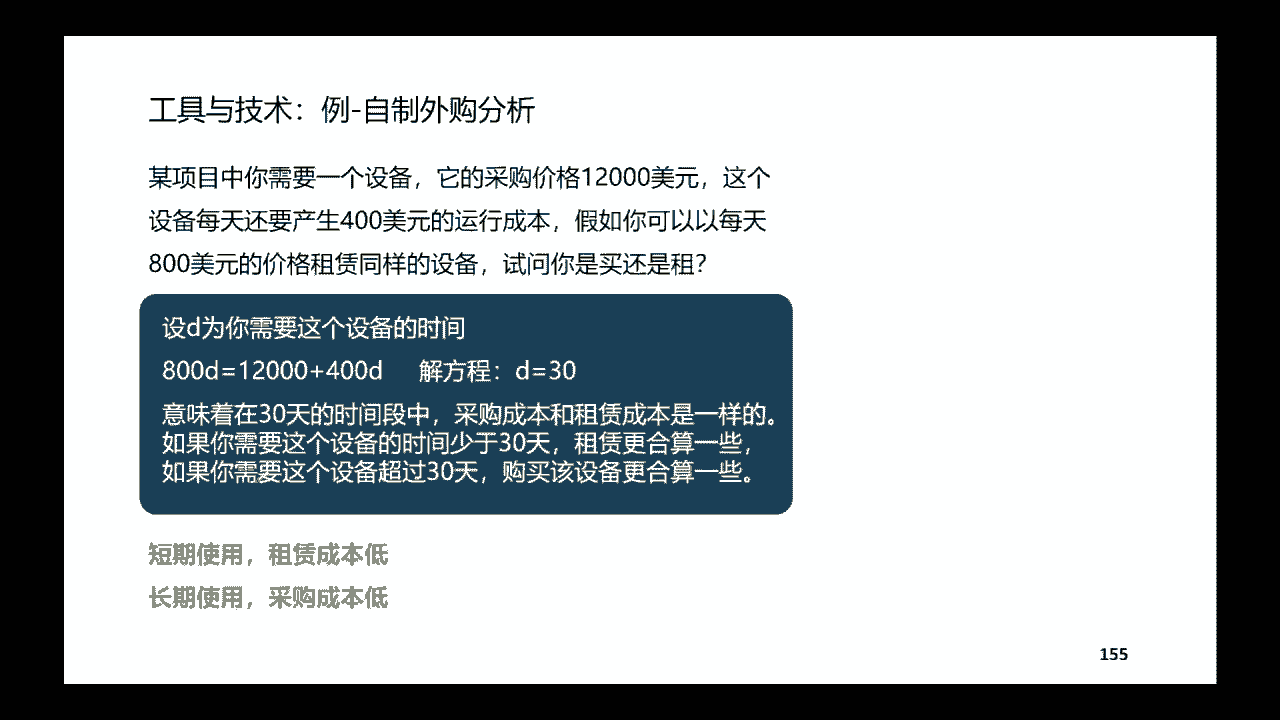 工具与技术：例-自制外购分析
某项目中你需要一个设备，它的采购价格12000美元，这个
设备每天还要产生400美元的运行成本，假如你可以以每天
800美元的价格租赁同样的设备，试问你是买还是租？
设d为你需要这个设备的时间
800d=12000+400d 解方程：d=30
意味着在30天的时间段中，采购成本和租赁成本是一样的。
如果你需要这个设备的时间少于30天，租赁更合算一些，
如果你需要这个设备超过30天，购买该设备更合算一些。
短期使用，租赁成本低
长期使用，采购成本低
155